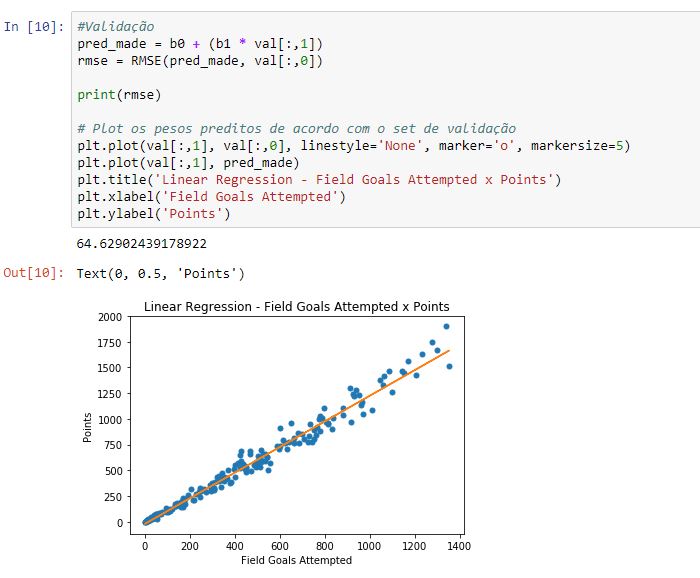 In [10]:
#Validação
pred_made = b0 + (b1 * val[:,1])
rmse = RMSE(pred_made, val[:,0])
print(rmse)
# Plot os pesos preditos de acordo com o set de validação
plt.plot(val[:,1], val[:,0], linestyle='None', marker='o', markersize=5)
plt.plot(val[:,1], pred_made)
plt.title('Linear Regression - Field Goals Attempted x Points')
plt.xlabel('Field Goals Attempted')
plt.ylabel('Points')
64.62902439178922
Out[10]: Text(0, 0.5, 'Points')
Linear Regression - Field Goals Attempted x Points
2000
1750
1500
1250
1000
750
500
250
0
Points
0 200 400 600 800 1000 1200 1400
Field Goals Attempted